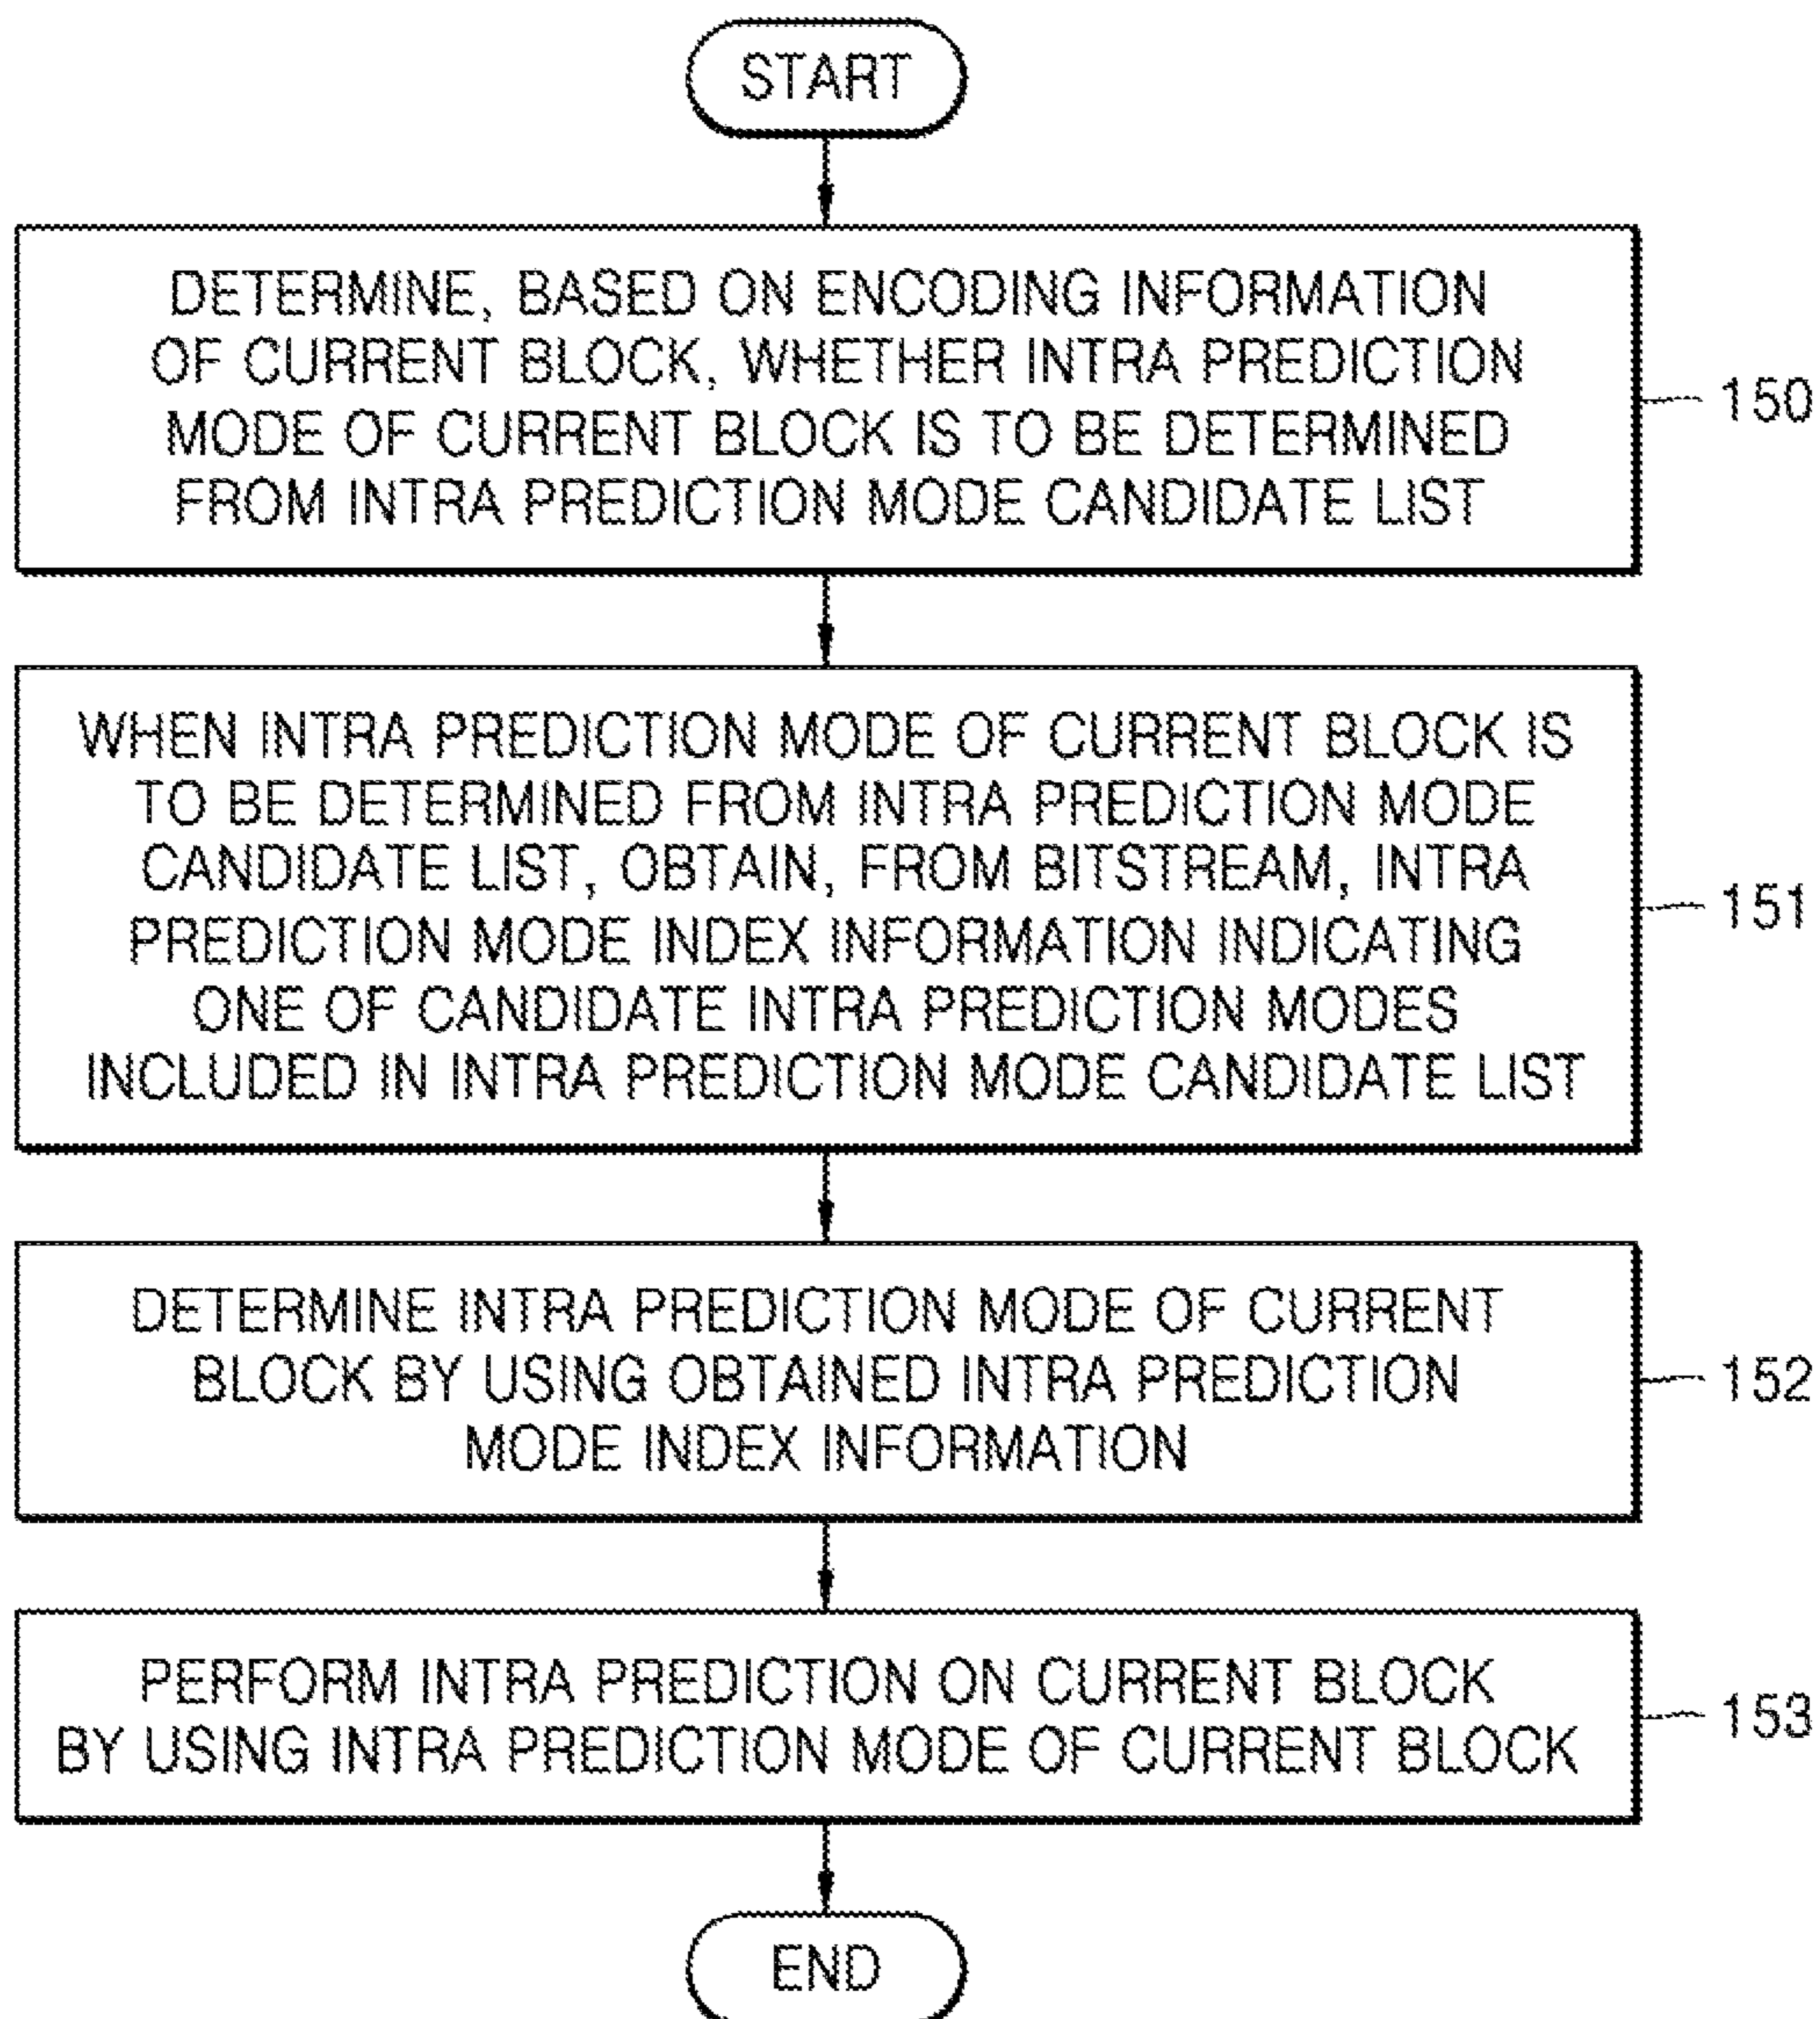 START
DETERMINE, BASED ON ENCODING INFORMATION
OF CURRENT BLOCK, WHETHER INTRA PREDICTION
MODE OF CURRENT BLOCK IS TO BE DETERMINED
FROM INTRA PREDICTION MODE CANDIDATE LIST
150
WHEN INTRA PREDICTION MODE OF CURRENT BLOCK IS
TO BE DETERMINED FROM INTRA PREDICTION MODE
CANDIDATE LIST, OBTAIN, FROM BITSTREAM, INTRA
PREDICTION MODE INDEX INFORMATION INDICATING
ONE OF CANDIDATE INTRA PREDICTION MODES
INCLUDED IN INTRA PREDICTION MODE CANDIDATE LIST
151
DETERMINE INTRA PREDICTION MODE OF CURRENT
BLOCK BY USING OBTAINED INTRA PREDICTION
MODE INDEX INFORMATION
152
PERFORM INTRA PREDICTION ON CURRENT BLOCK
BY USING INTRA PREDICTION MODE OF CURRENT BLOCK
153
END